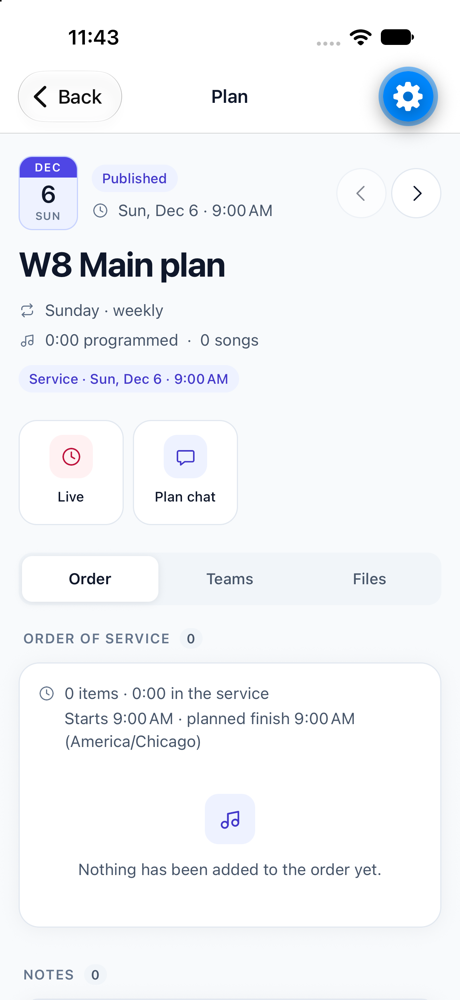 11:43
Back
Plan
DEC
6
SUN
Published
Sun, Dec 6 · 9:00 AM
W8 Main plan
Sunday · weekly
0:00 programmed · 0 songs
Service · Sun, Dec 6 · 9:00 AM
Live
Plan chat
Order
Teams
Files
ORDER OF SERVICE 0
0 items · 0:00 in the service
Starts 9:00 AM · planned finish 9:00 AM
(America/Chicago)
Nothing has been added to the order yet.
NOTES 0